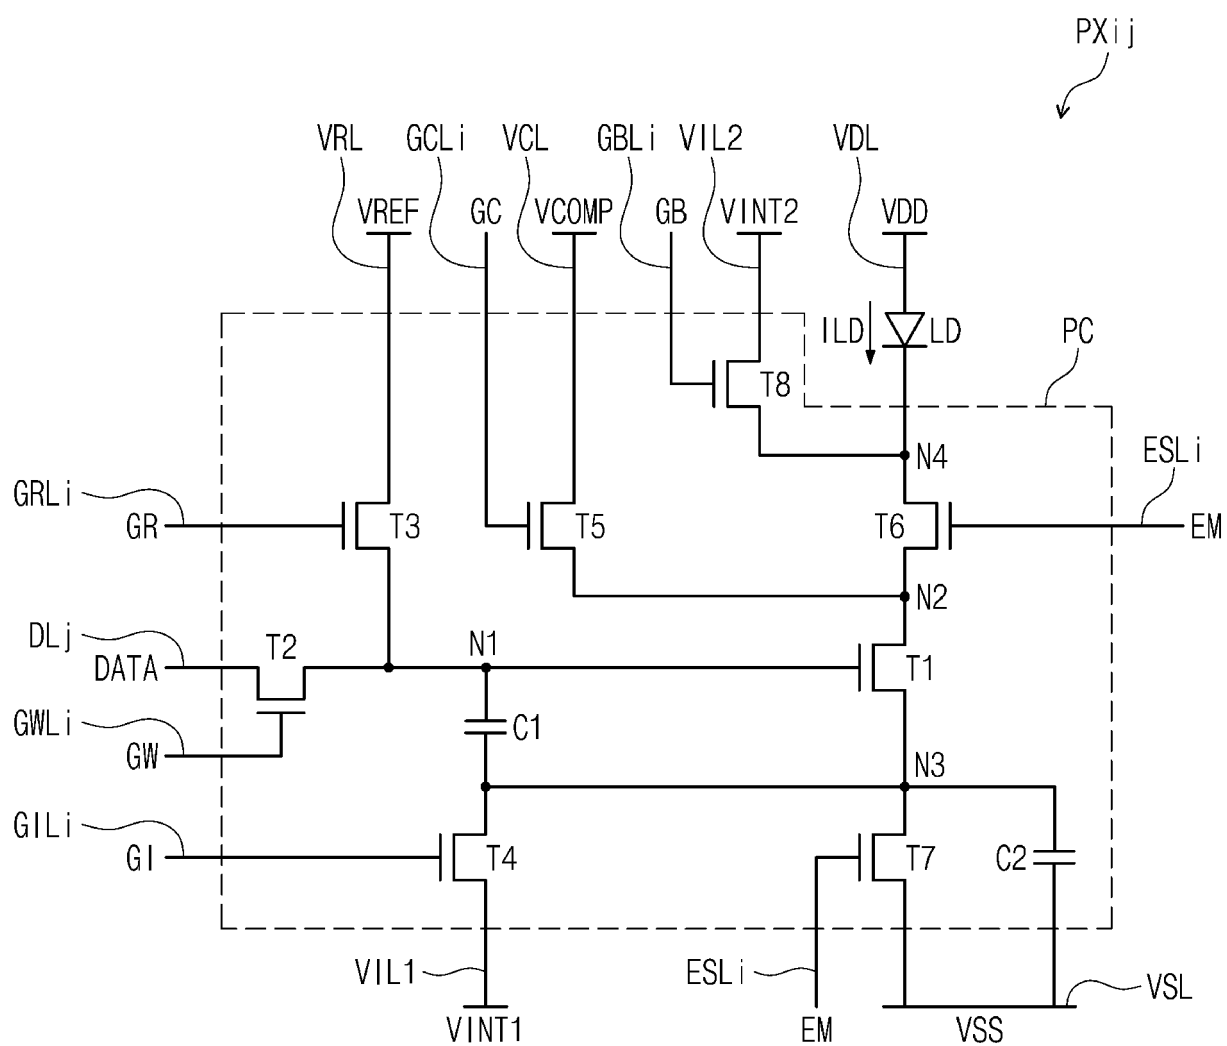 PXij
VRL GCLi VCL GBLi VIL2 VDL
VREF GC VCOMP GB VINT2 VDD
ILD LD PC
T8
N4 ESLi
GRLi
GR T3 T5 T6 EM
N2
DLj T2 N1
DATA T1
GWLi C1
GW N3
GILi
GI T4 T7 C2
VIL1 ESLi VSL
VINT1 EM VSS